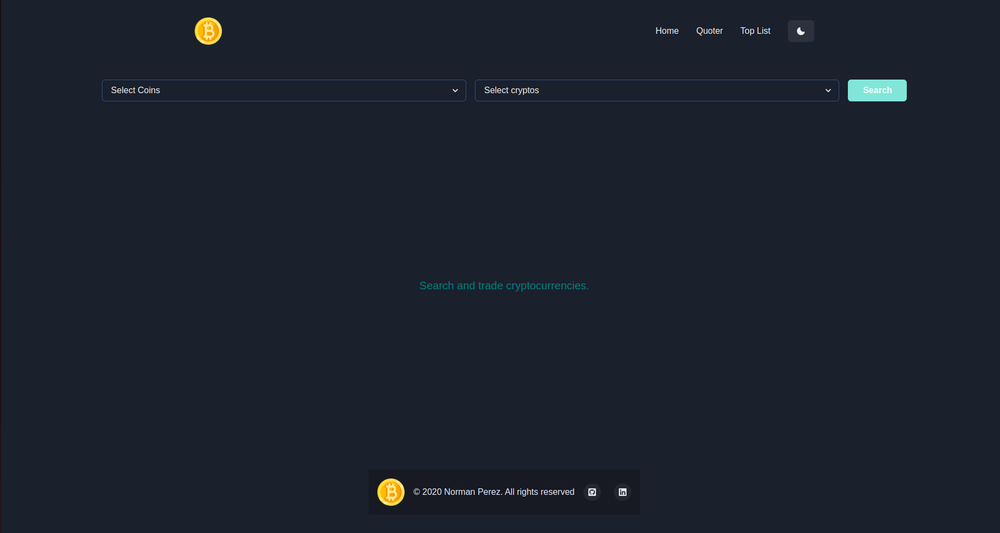 Home Quoter Top List
Select Coins Select cryptos Search
Search and trade cryptocurrencies.
© 2020 Norman Perez. All rights reserved